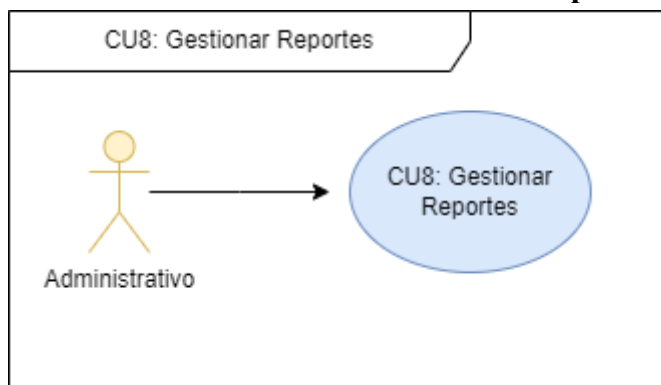 CU8: Gestionar Reportes
CU8: Gestionar
Reportes
Administrativo